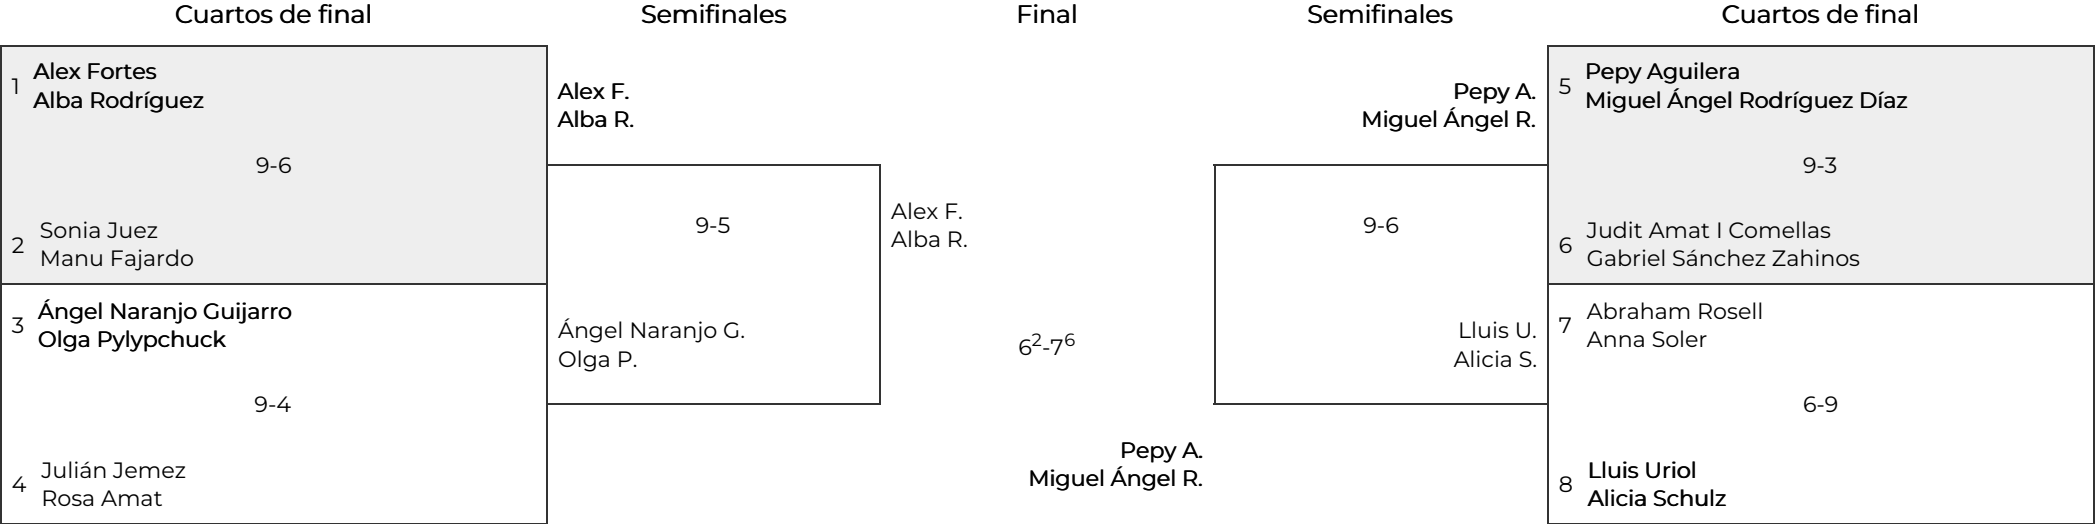 Cuartos de final
Semifinales
Final
Semifinales
Cuartos de final
1
Alex Fortes
Alba Rodríguez
9-6
2
Sonia Juez
Manu Fajardo
3
Ángel Naranjo Guijarro
Olga Pylypchuck
9-4
4
Julián Jemez
Rosa Amat
Alex F.
Alba R.
9-5
Ángel Naranjo G.
Olga P.
Alex F.
Alba R.
6²-7⁶
Pepy A.
Miguel Ángel R.
Pepy A.
Miguel Ángel R.
9-6
Lluis U.
Alicia S.
5
Pepy Aguilera
Miguel Ángel Rodríguez Díaz
9-3
6
Judit Amat I Comellas
Gabriel Sánchez Zahinos
7
Abraham Rosell
Anna Soler
6-9
8
Lluis Uriol
Alicia Schulz